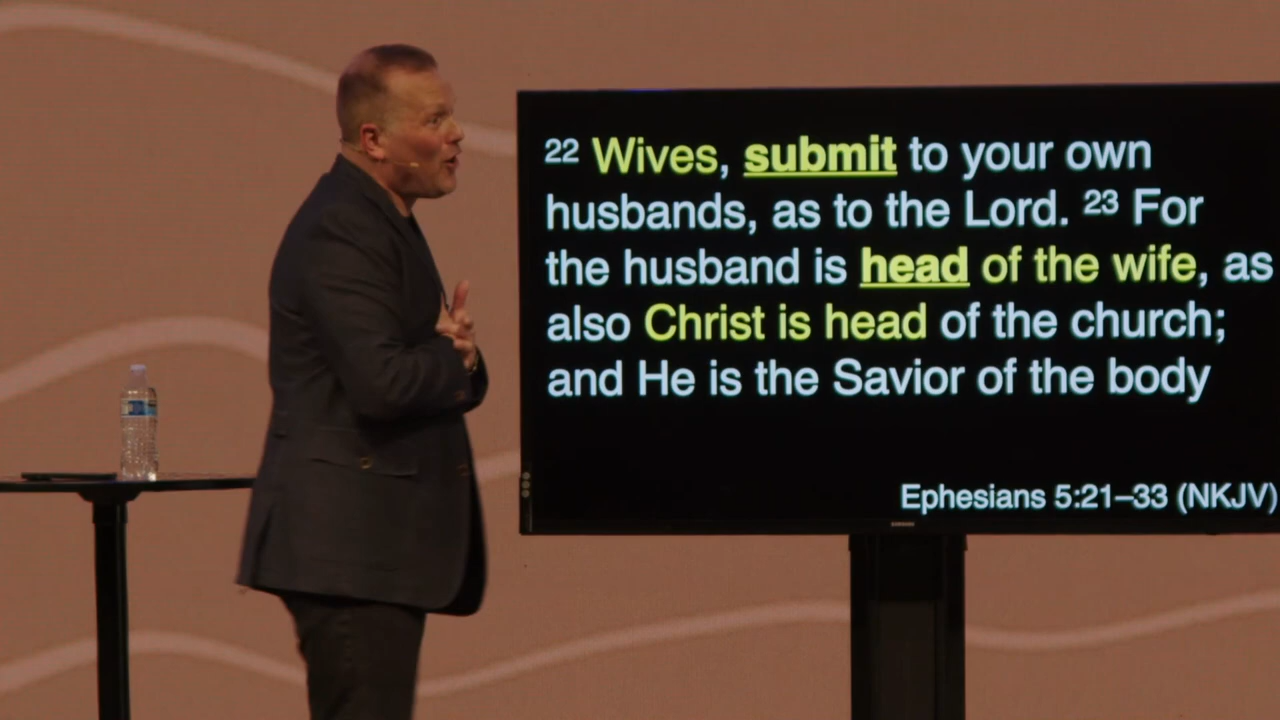 22 Wives, submit to your own
husbands, as to the Lord. 23 For
the husband is head of the wife, as
also Christ is head of the church;
and He is the Savior of the body
Ephesians 5:21–33 (NKJV)
SAMSUNG